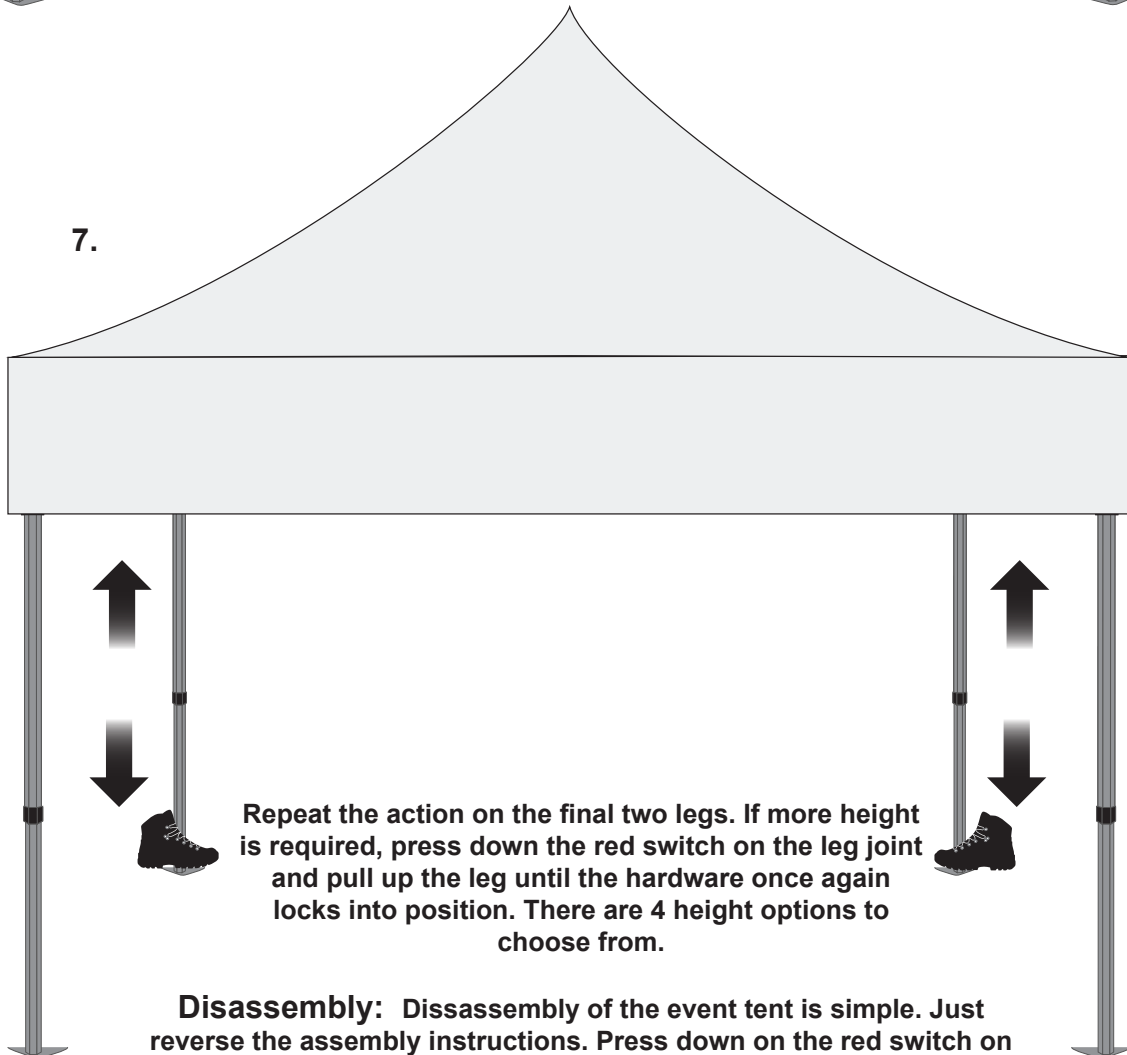 7.
Repeat the action on the final two legs. If more height
is required, press down the red switch on the leg joint
and pull up the leg until the hardware once again
locks into position. There are 4 height options to
choose from.
Disassembly: Dissassembly of the event tent is simple. Just
reverse the assembly instructions. Press down on the red switch on